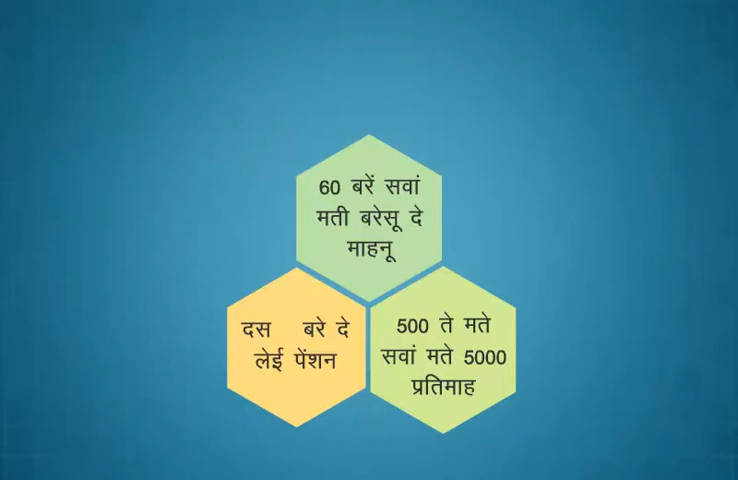 60 बरें सवां
मती बरेसू दे
माहनू
दस बरे दे
लेई पेंशन
500 ते मते
सवां मते 5000
प्रतिमाह